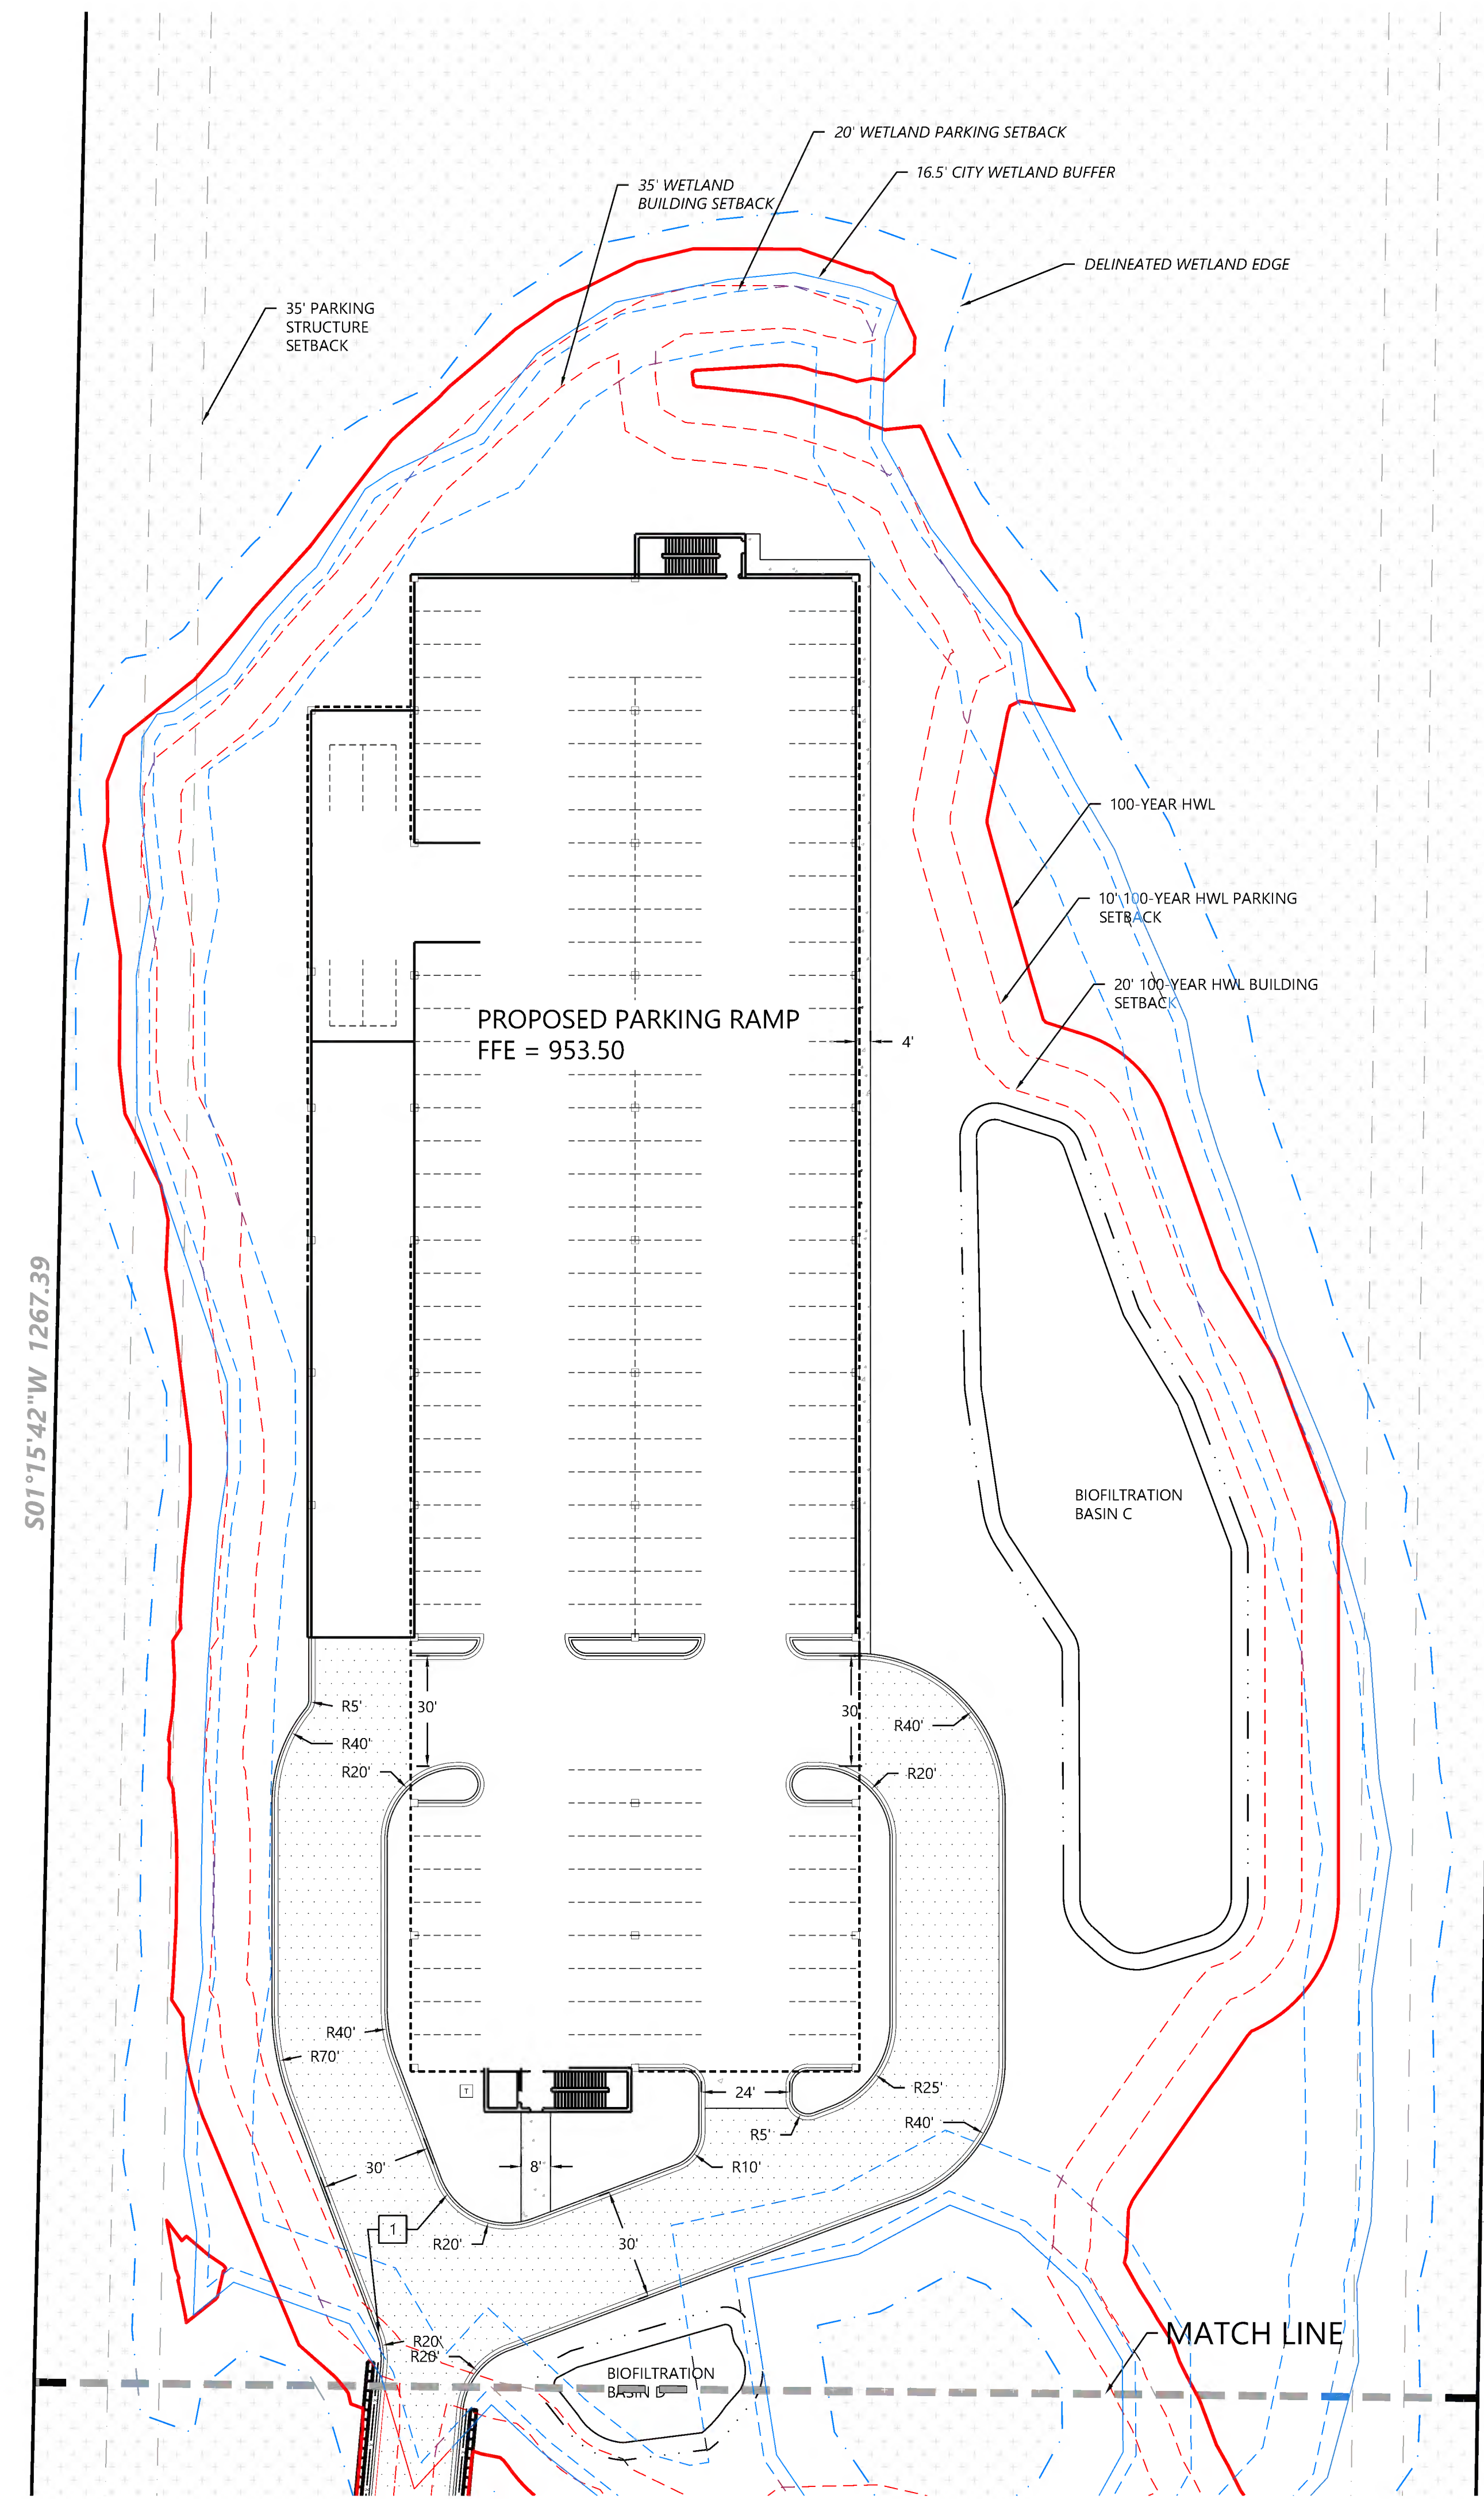 20' WETLAND PARKING SETBACK
16.5' CITY WETLAND BUFFER
35' WETLAND
BUILDING SETBACK
DELINEATED WETLAND EDGE
35' PARKING
STRUCTURE
SETBACK
100-YEAR HWL
10' 100-YEAR HWL PARKING
SETBACK
20' 100-YEAR HWL BUILDING
SETBACK
PROPOSED PARKING RAMP
FFE = 953.50
4'
S01°15'42"W 1267.39
BIOFILTRATION
BASIN C
R5'
30'
30'
R40'
R40'
R20'
R20'
R40'
R70'
T
24'
R25'
R40'
R5'
30'
8'
R10'
1
R20'
30'
R20'
R20'
MATCH LINE
BIOFILTRATION
BASIN D